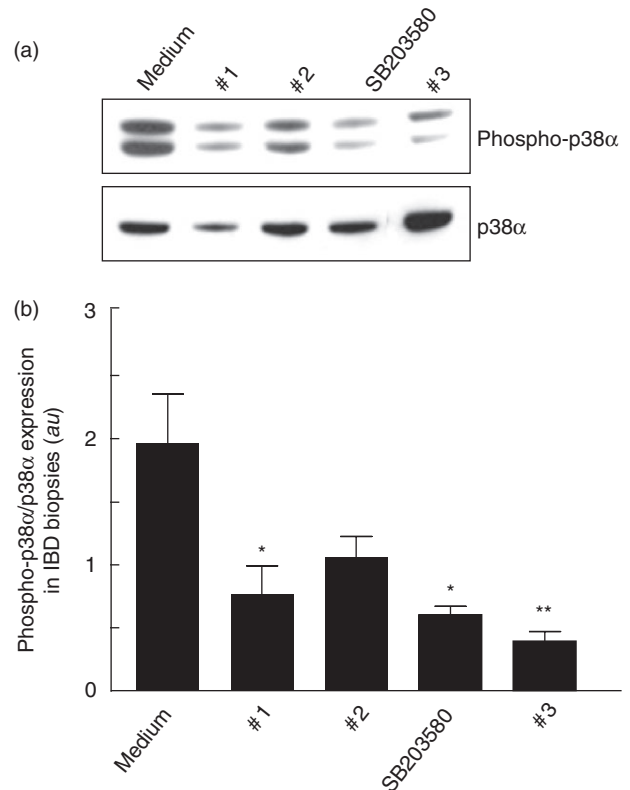 (a)
Medium
#1
#2
SB203580
#3
Phospho-p38α
p38α
(b)
Phospho-p38α/p38α expression
in IBD biopsies (au)
3
2
1
0
*
*
**
Medium
#1
#2
SB203580
#3